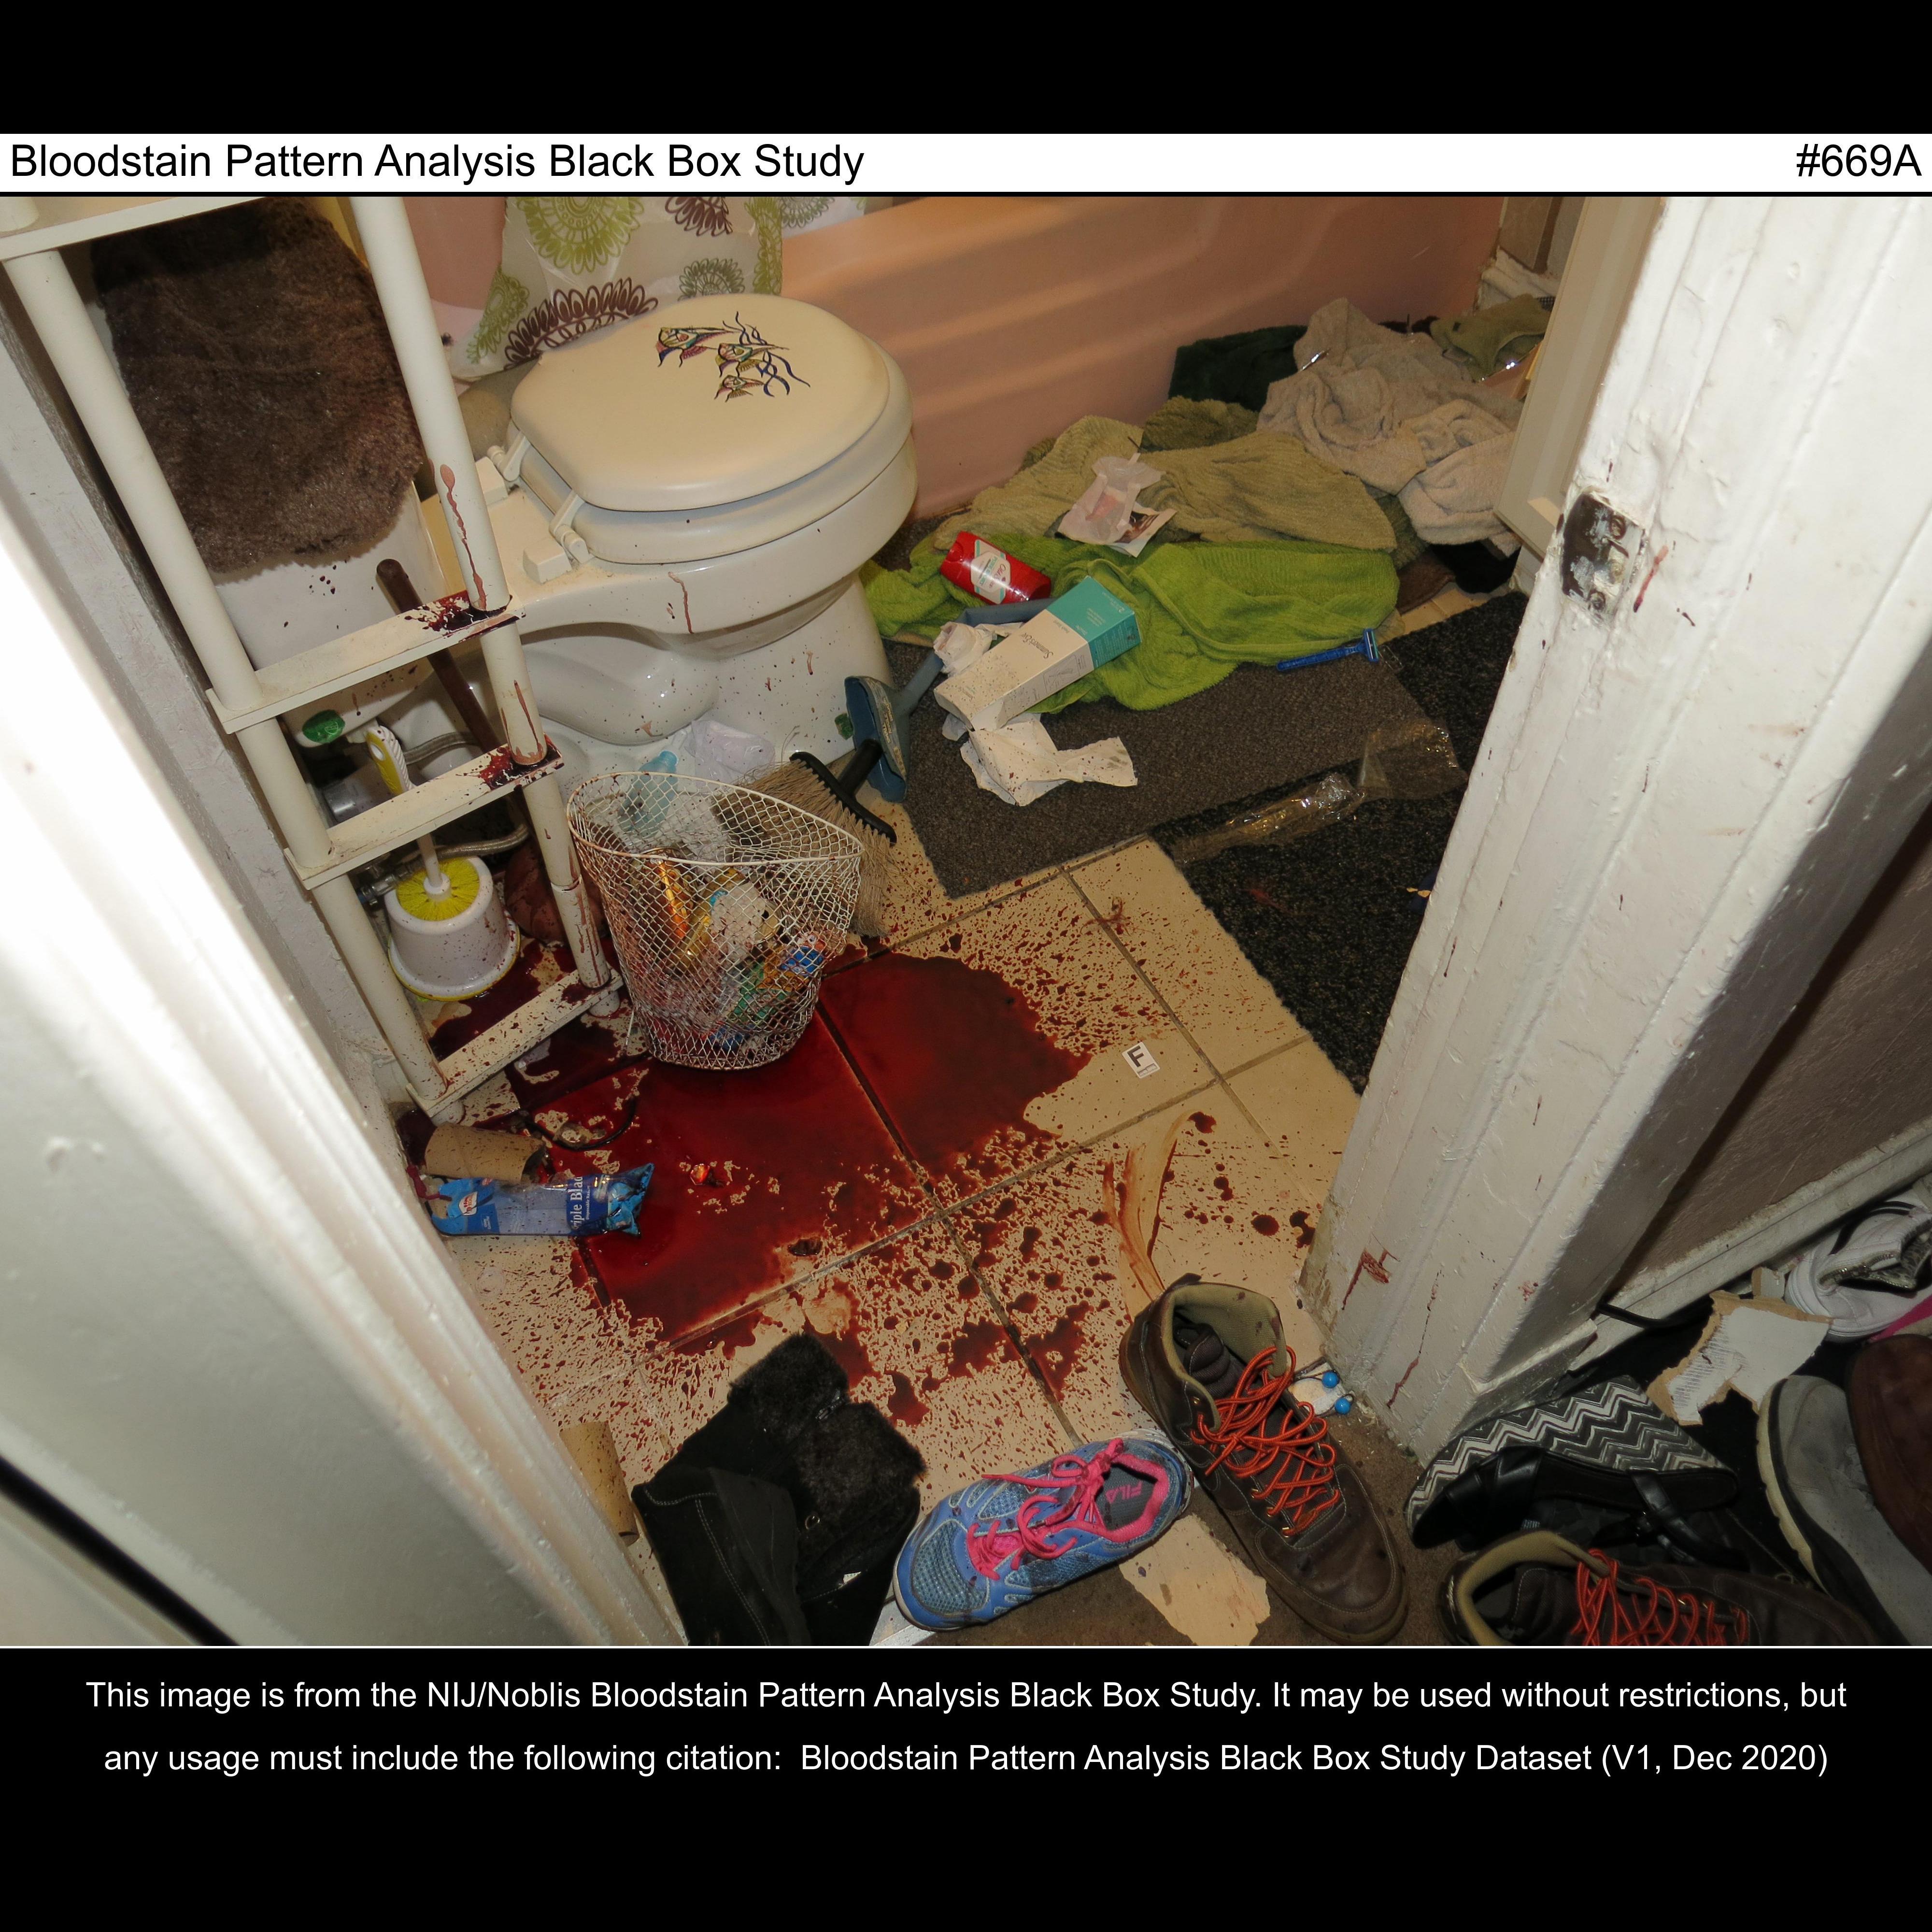 Bloodstain Pattern Analysis Black Box Study #669A
F
iple Blad
FILA
This image is from the NIJ/Noblis Bloodstain Pattern Analysis Black Box Study. It may be used without restrictions, but
any usage must include the following citation: Bloodstain Pattern Analysis Black Box Study Dataset (V1, Dec 2020)